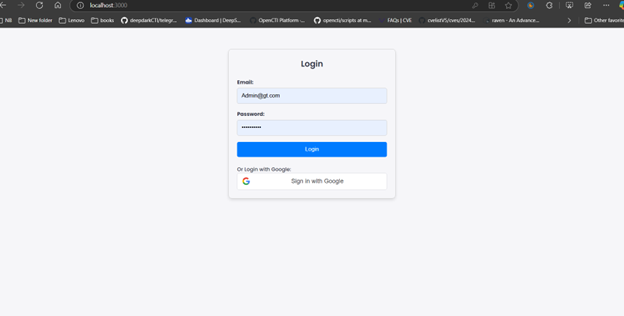 localhost:3000
N8 New folder Lenovo books deepdarkCTI/telegr... Dashboard | DeepS... OpenCTI Platform -... opencti/scripts at m... FAQs | CVE cvelistV5/cves/2024... raven - An Advance... Other favorite
Login
Email:
Admin@gt.com
Password:
Login
Or Login with Google:
Sign in with Google